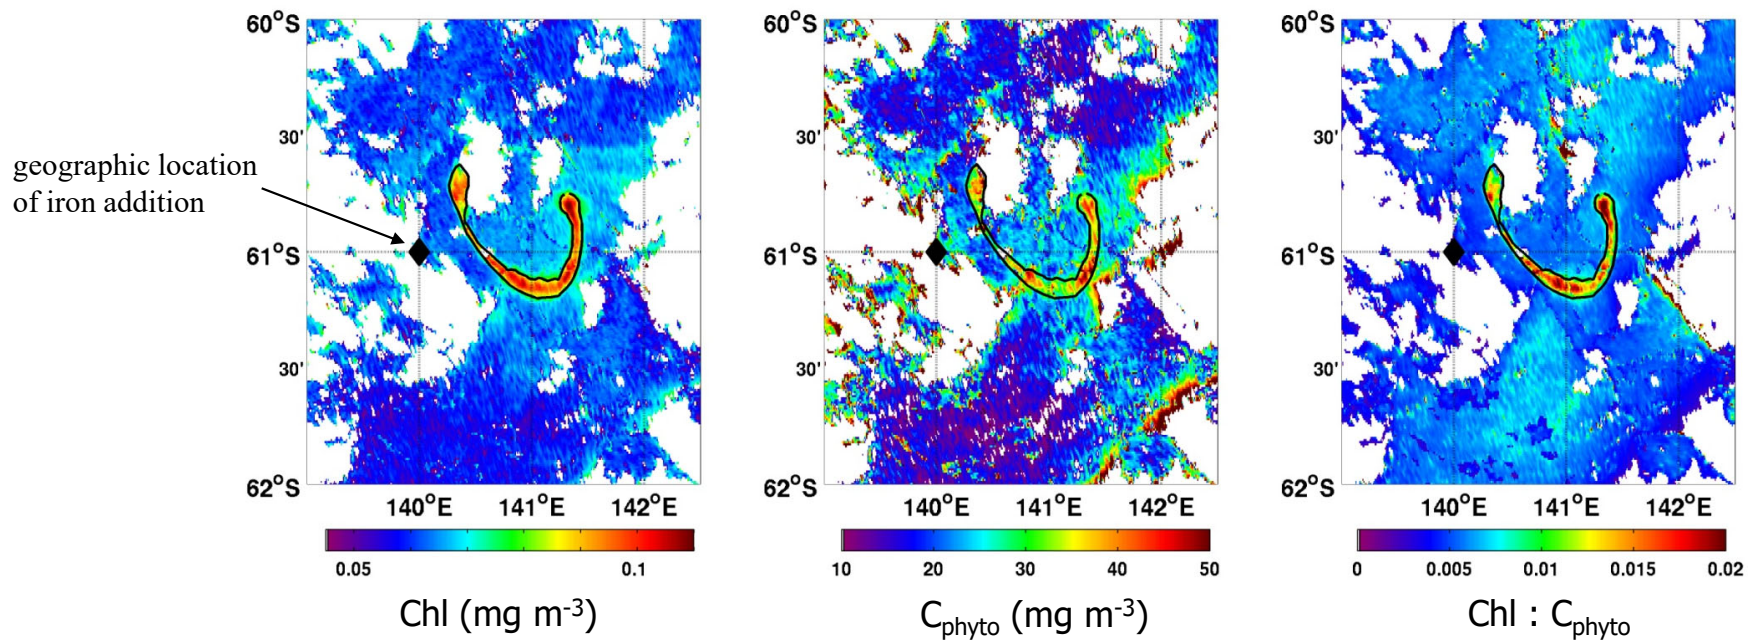 geographic location
of iron addition
60°S
30'
61°S
30'
62°S
140°E 141°E 142°E
0.05 0.1
Chl (mg m-3)
60°S
30'
61°S
30'
62°S
140°E 141°E 142°E
10 20 30 40 50
Cphyto (mg m-3)
60°S
30'
61°S
30'
62°S
140°E 141°E 142°E
0 0.005 0.01 0.015 0.02
Chl : Cphyto